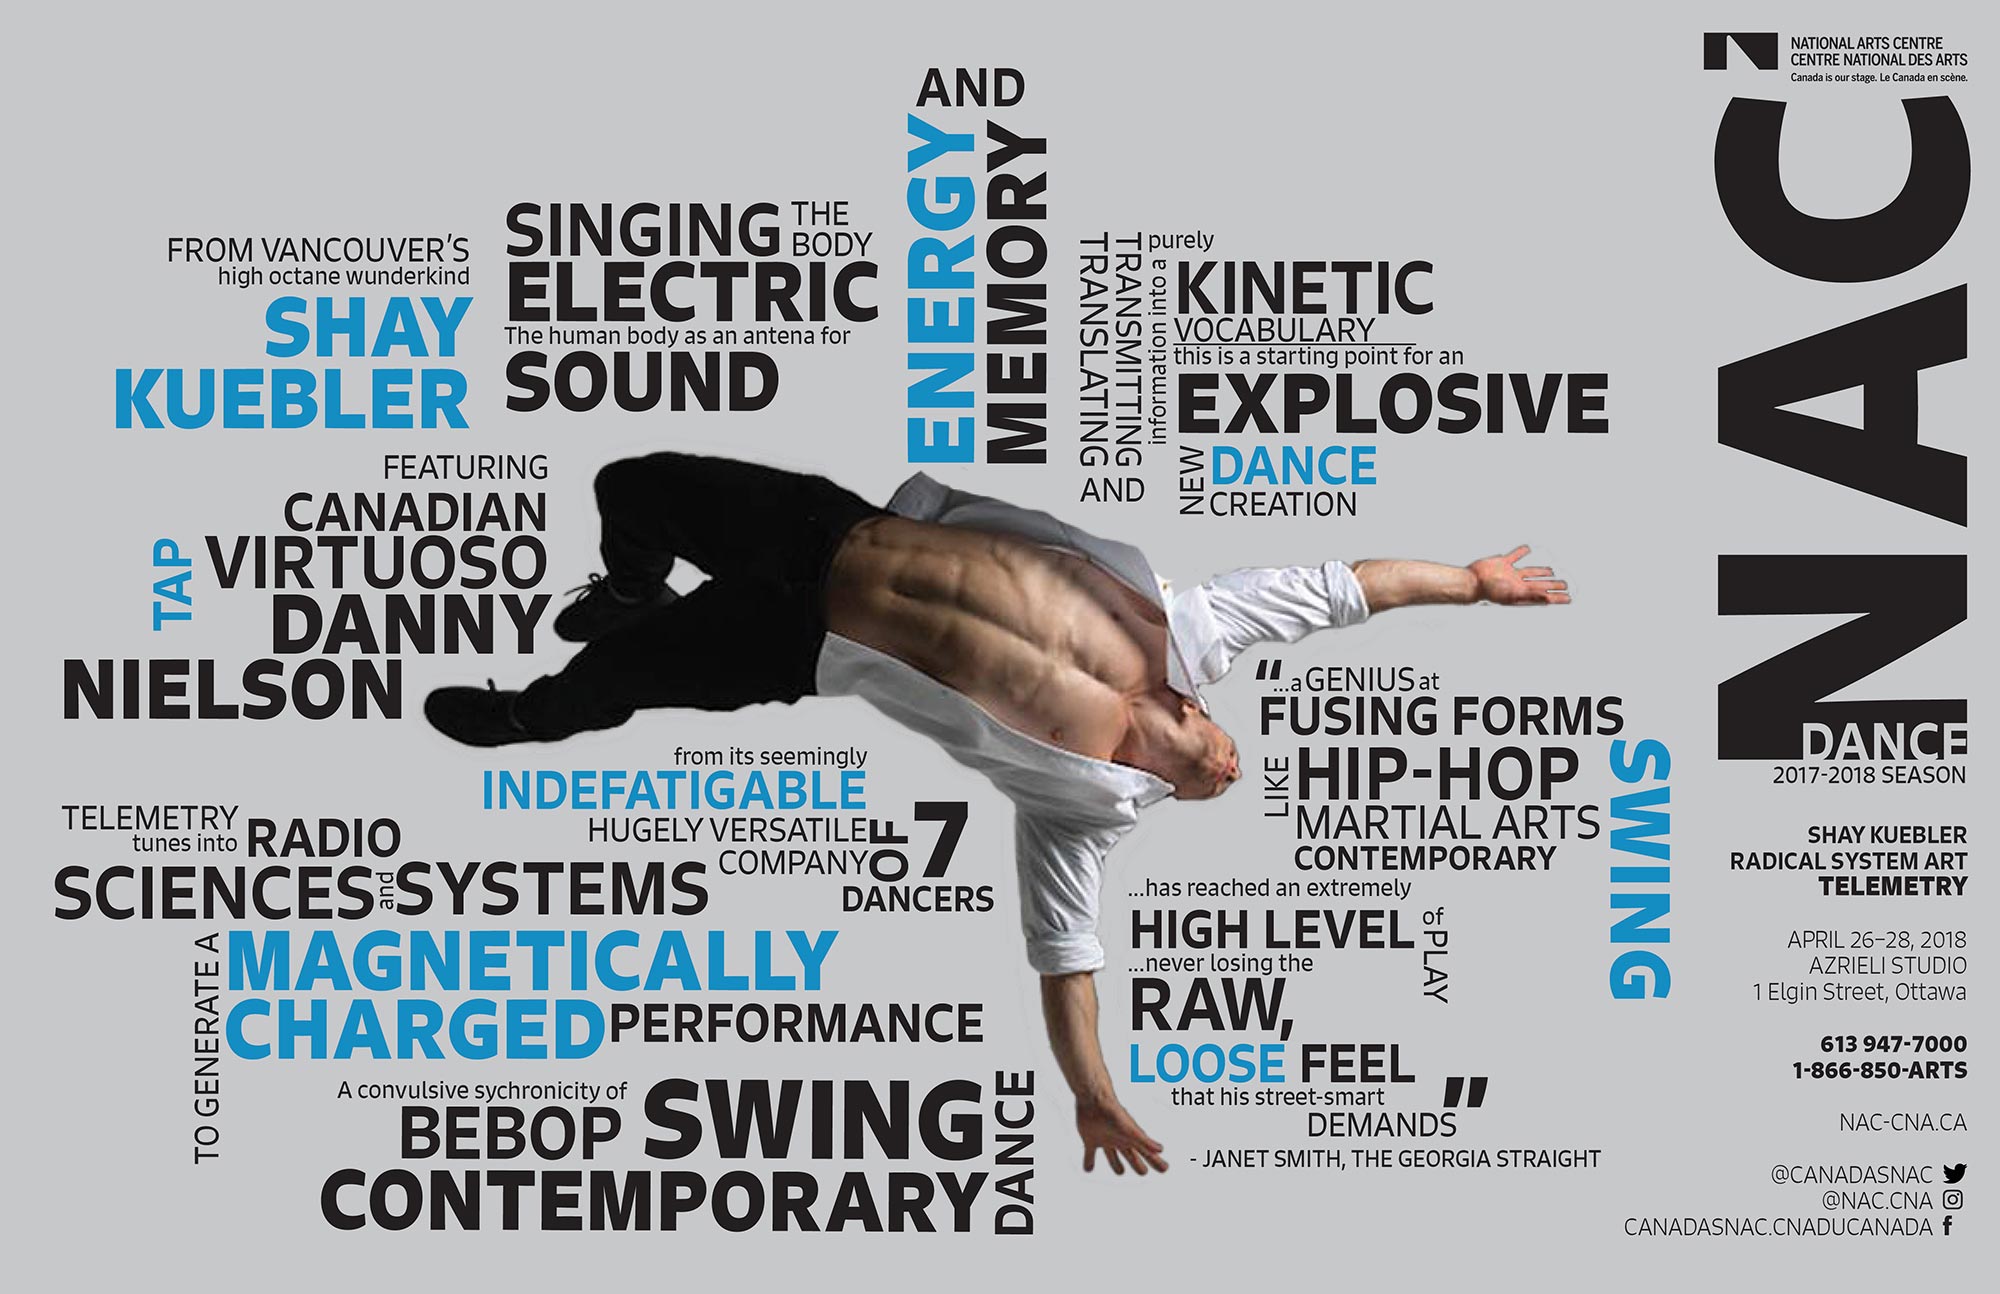 FROM VANCOUVER'S
high octane wunderkind
SHAY
KUEBLER
SINGING THE BODY
ELECTRIC
The human body as an antena for
SOUND
ENERGY
AND
MEMORY
TRANSLATING
AND
TRANSMITTING
information into a
purely
KINETIC
VOCABULARY
this is a starting point for an
EXPLOSIVE
NEW
DANCE
CREATION
FEATURING
CANADIAN
TAP
VIRTUOSO
DANNY
NIELSON
from its seemingly
INDEFATIGABLE
HUGELY VERSATILE
COMPANY
OF
7
DANCERS
TELEMETRY
tunes into
RADIO
SCIENCES and SYSTEMS
TO GENERATE A
MAGNETICALLY
CHARGED PERFORMANCE
A convulsive sychronicity of
BEBOP SWING
CONTEMPORARY
DANCE
"...a GENIUS at
FUSING FORMS
LIKE
HIP-HOP
MARTIAL ARTS
CONTEMPORARY
SWING
...has reached an extremely
HIGH LEVEL
of PLAY
...never losing the
RAW,
LOOSE FEEL
that his street-smart
DEMANDS"
- JANET SMITH, THE GEORGIA STRAIGHT
NATIONAL ARTS CENTRE
CENTRE NATIONAL DES ARTS
Canada is our stage. Le Canada en scène.
NAC
DANCE
2017-2018 SEASON
SHAY KUEBLER
RADICAL SYSTEM ART
TELEMETRY
APRIL 26–28, 2018
AZRIELI STUDIO
1 Elgin Street, Ottawa
613 947-7000
1-866-850-ARTS
NAC-CNA.CA
@CANADASNAC
@NAC.CNA
CANADASNAC.CNADUCANADA